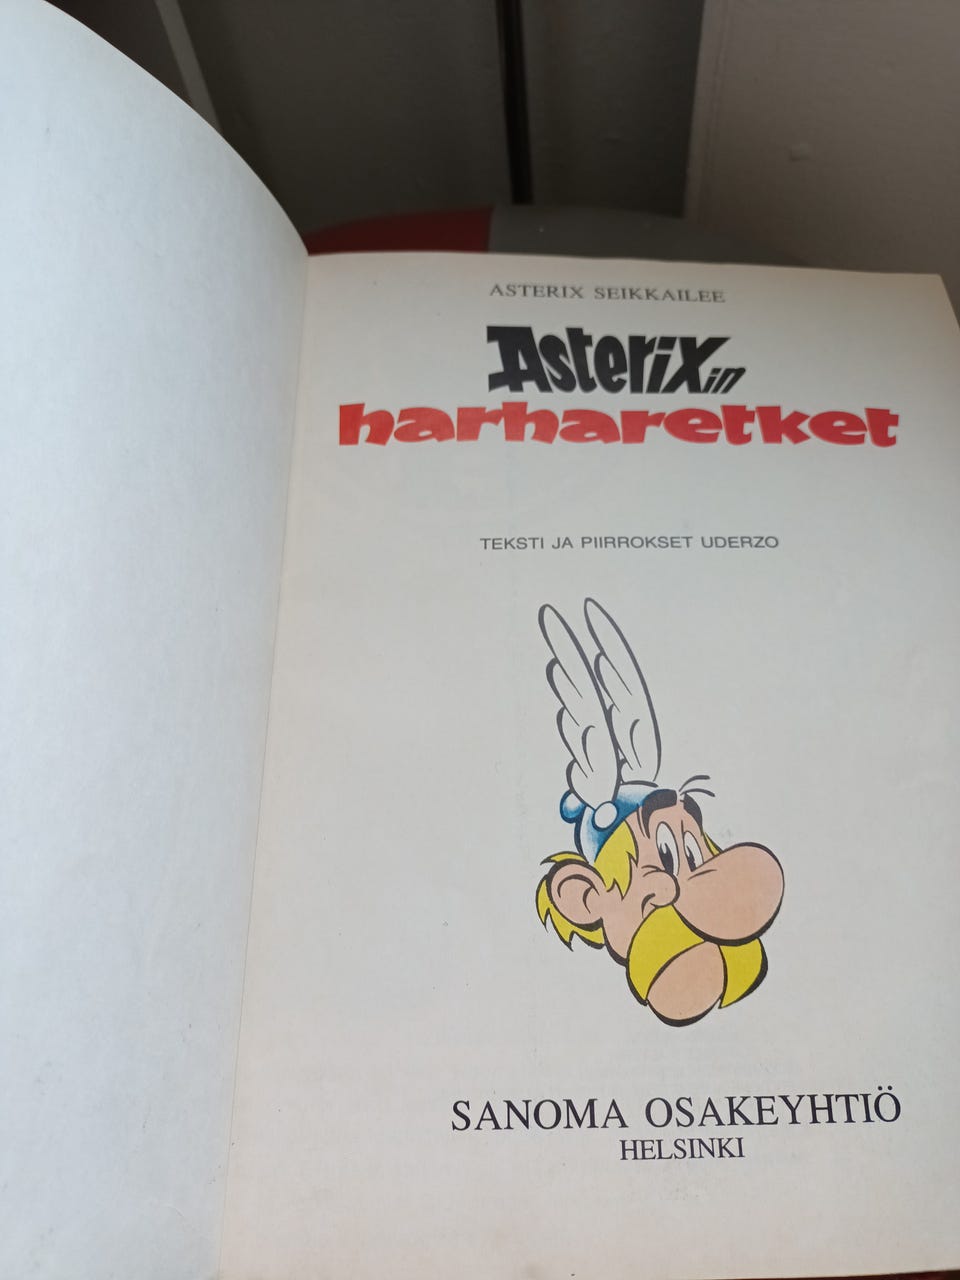 ASTERIX SEIKKAILEE
Asterixin
harharetket
TEKSTI JA PIIRROKSET UDERZO
SANOMA OSAKEYHTIÖ
HELSINKI